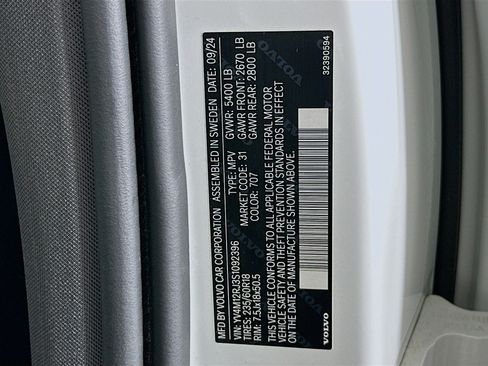 MFD BY VOLVO CAR CORPORATION ASSEMBLED IN SWEDEN DATE: 09/24
VIN: YV4M12RJ3S1092396 TYPE: MPV GVWR: 5400 LB
TIRES: 235/60R18 MARKET CODE: 31 GAWR FRONT: 2670 LB
RIM: 7.5Jx18x50.5 COLOR: 707 GAWR REAR: 2800 LB
THIS VEHICLE CONFORMS TO ALL APPLICABLE FEDERAL MOTOR
VEHICLE SAFETY AND THEFT PREVENTION STANDARDS IN EFFECT
ON THE DATE OF MANUFACTURE SHOWN ABOVE.
VOLVO 32390594